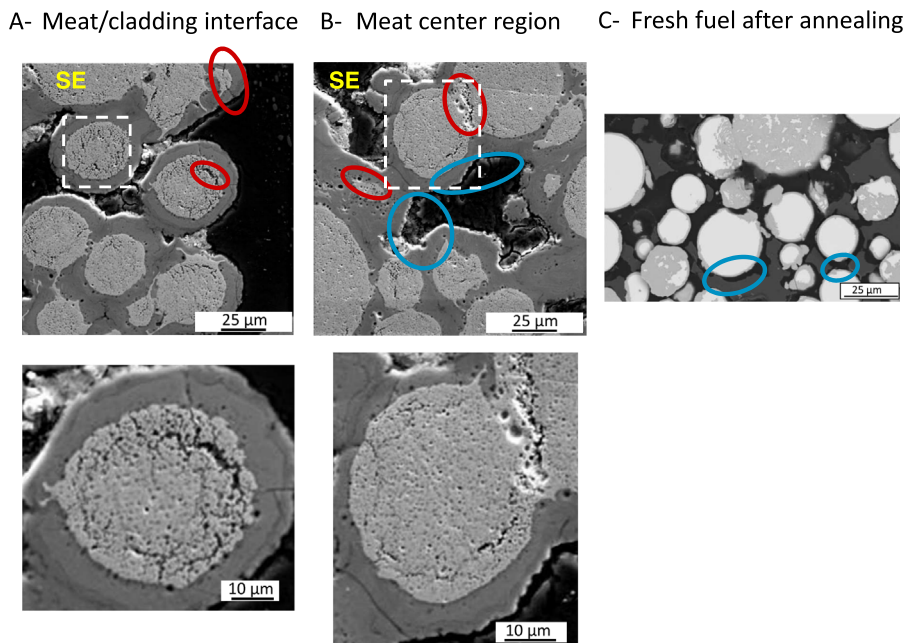 A- Meat/cladding interface
B- Meat center region
C- Fresh fuel after annealing
SE
SE
25 µm
25 µm
25 µm
10 µm
10 µm